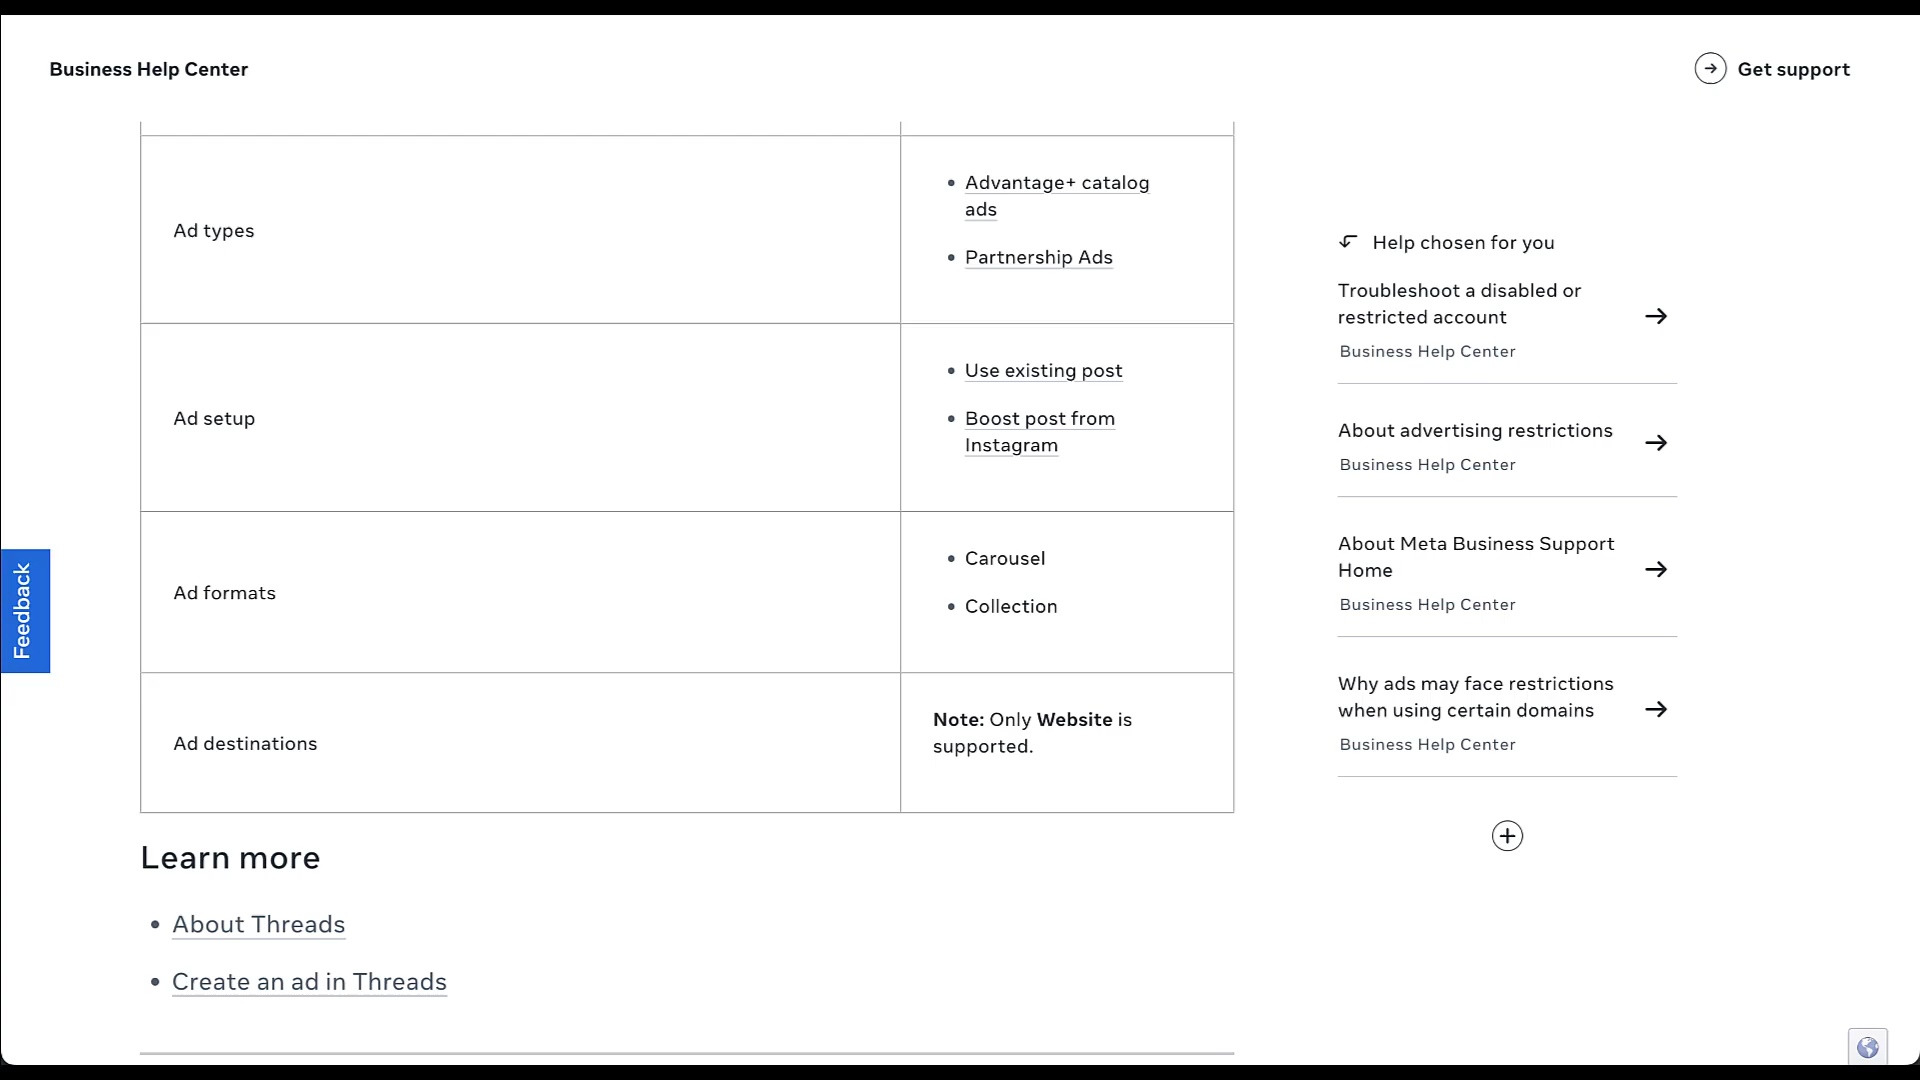 Business Help Center
Get support
Ad types
Advantage+ catalog
ads
Partnership Ads
Ad setup
Use existing post
Boost post from
Instagram
Ad formats
Carousel
Collection
Ad destinations
Note: Only Website is
supported.
Learn more
About Threads
Create an ad in Threads
Help chosen for you
Troubleshoot a disabled or
restricted account
Business Help Center
About advertising restrictions
Business Help Center
About Meta Business Support
Home
Business Help Center
Why ads may face restrictions
when using certain domains
Business Help Center
Feedback